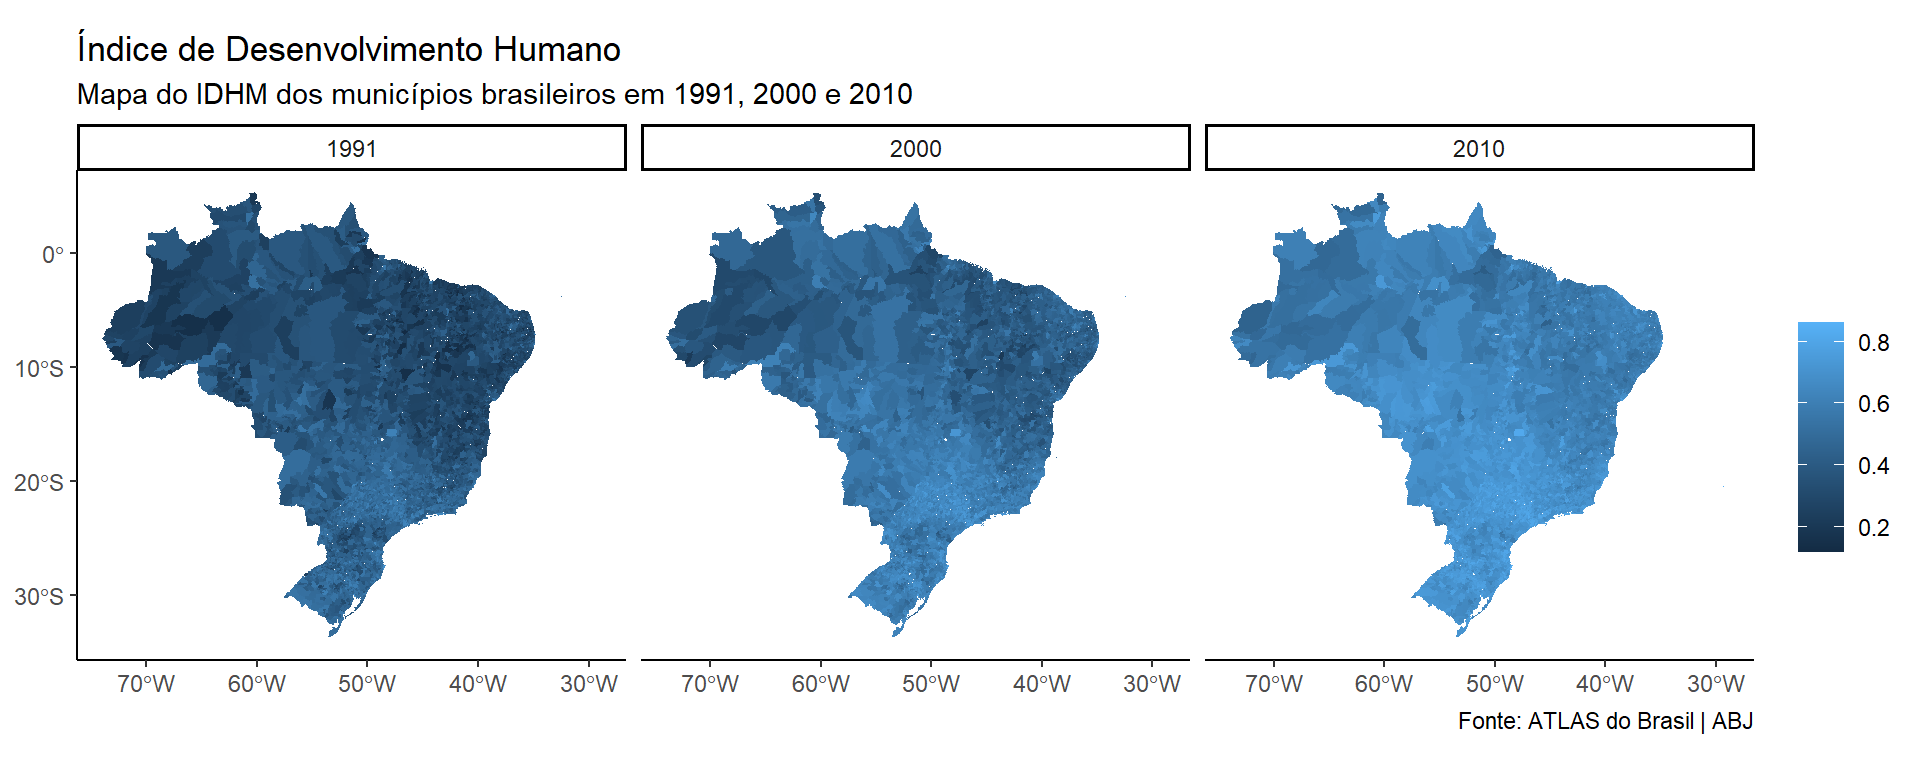 Índice de Desenvolvimento Humano
Mapa do IDHM dos municípios brasileiros em 1991, 2000 e 2010
1991
2000
2010
0°
10°S
20°S
30°S
70°W 60°W 50°W 40°W 30°W
70°W 60°W 50°W 40°W 30°W
70°W 60°W 50°W 40°W 30°W
0.8
0.6
0.4
0.2
Fonte: ATLAS do Brasil | ABJ